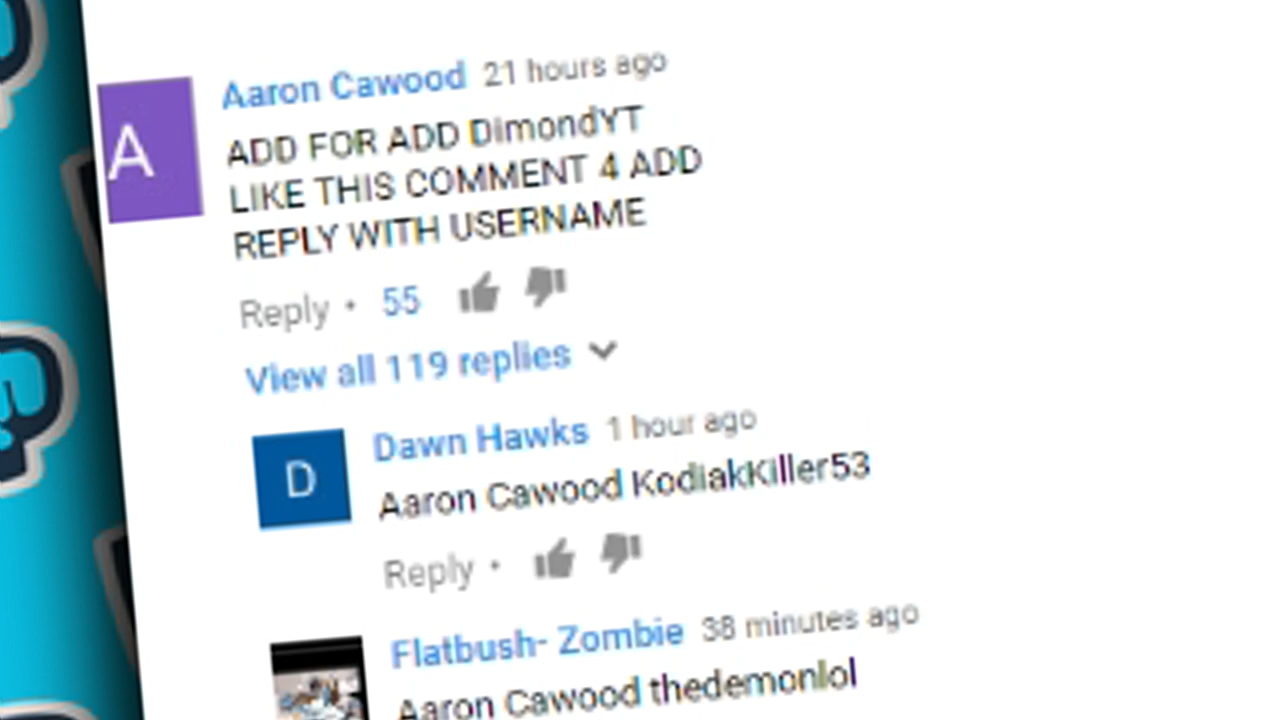 A
Aaron Cawood 21 hours ago
ADD FOR ADD DimondYT
LIKE THIS COMMENT 4 ADD
REPLY WITH USERNAME
Reply • 55
View all 119 replies
D
Dawn Hawks 1 hour ago
Aaron Cawood KodiakKiller53
Reply •
Flatbush- Zombie 38 minutes ago
Aaron Cawood thedemonlol